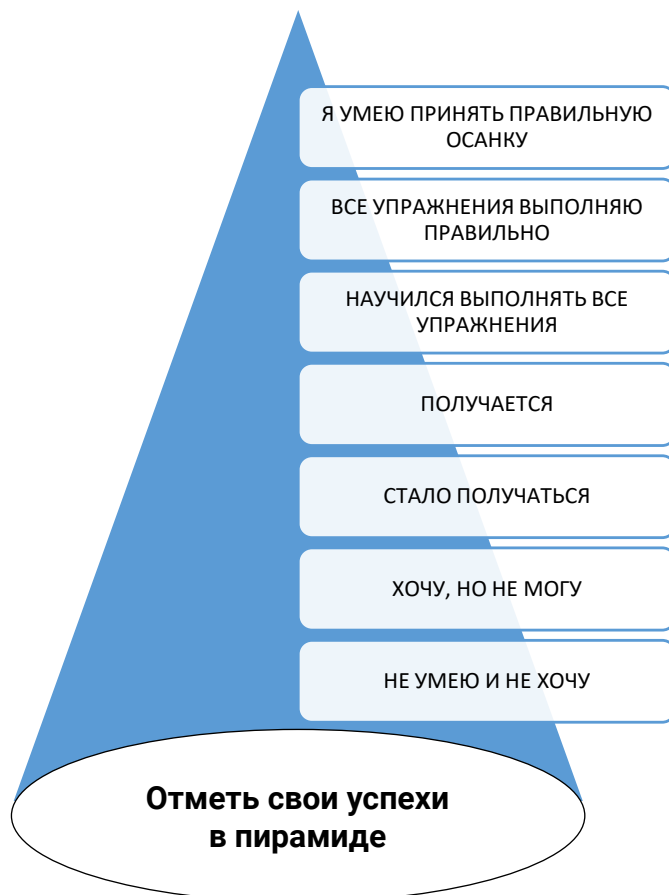 Я УМЕЮ ПРИНЯТЬ ПРАВИЛЬНУЮ
ОСАНКУ
ВСЕ УПРАЖНЕНИЯ ВЫПОЛНЯЮ
ПРАВИЛЬНО
НАУЧИЛСЯ ВЫПОЛНЯТЬ ВСЕ
УПРАЖНЕНИЯ
ПОЛУЧАЕТСЯ
СТАЛО ПОЛУЧАТЬСЯ
ХОЧУ, НО НЕ МОГУ
НЕ УМЕЮ И НЕ ХОЧУ
Отметь свои успехи
в пирамиде